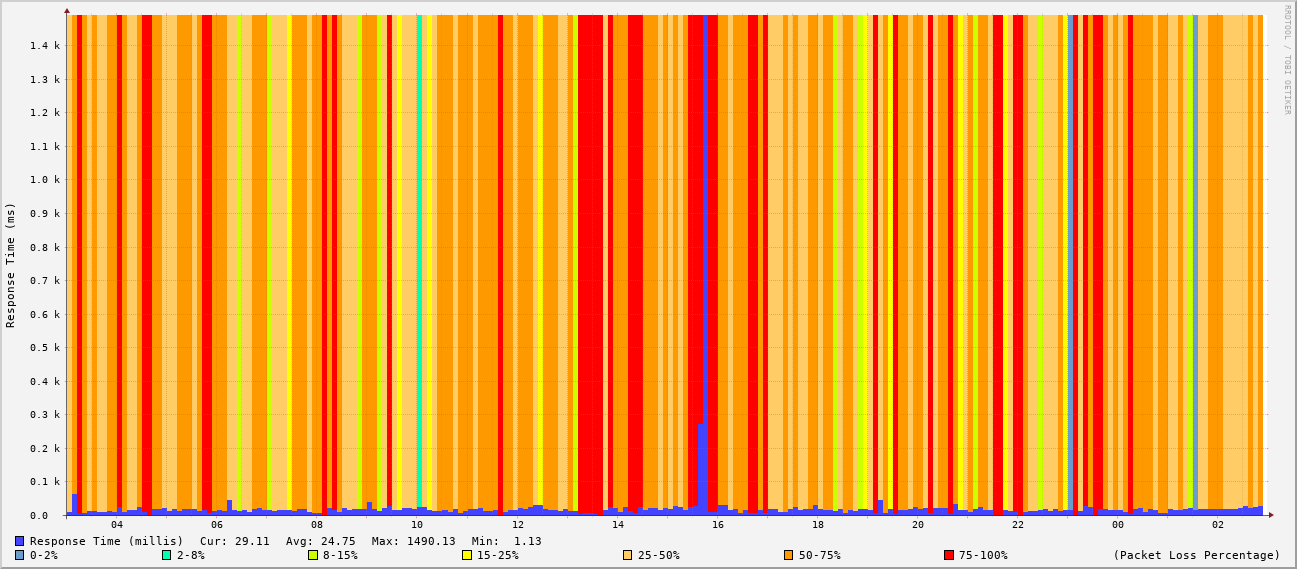 RRDTOOL / TOBI OETIKER
Response Time (ms)
1.4 k
1.3 k
1.2 k
1.1 k
1.0 k
0.9 k
0.8 k
0.7 k
0.6 k
0.5 k
0.4 k
0.3 k
0.2 k
0.1 k
0.0
04 06 08 10 12 14 16 18 20 22 00 02
Response Time (millis) Cur: 29.11 Avg: 24.75 Max: 1490.13 Min: 1.13
0-2% 2-8% 8-15% 15-25% 25-50% 50-75% 75-100% (Packet Loss Percentage)